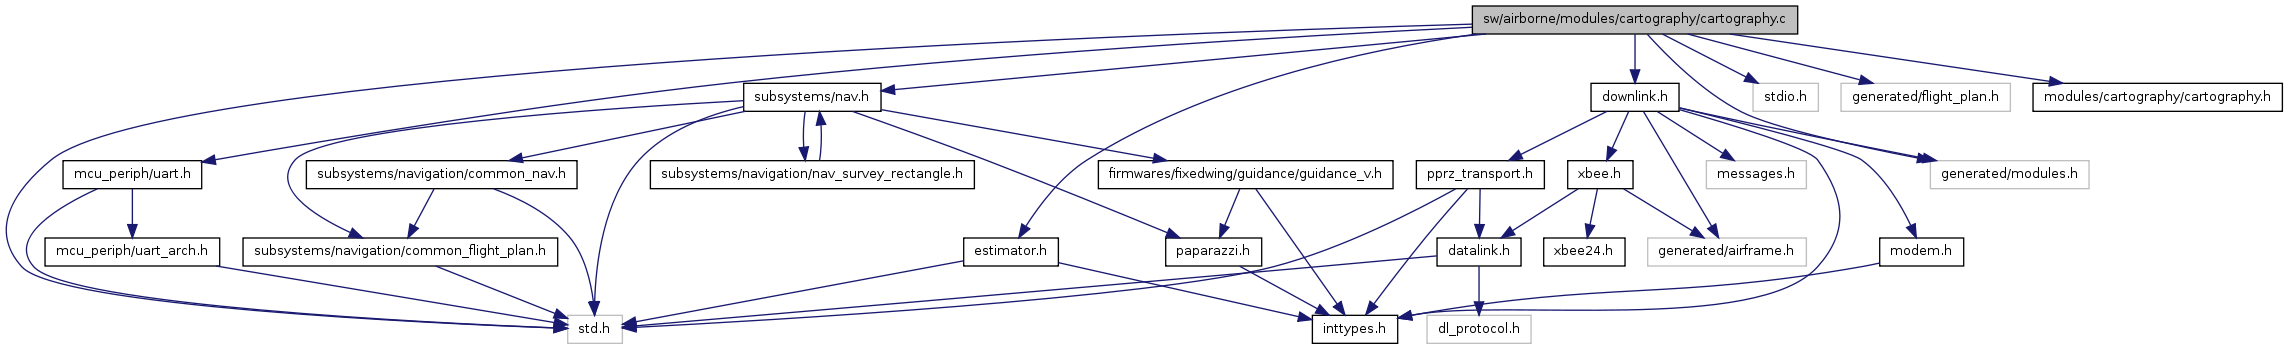 sw/airborne/modules/cartography/cartography.c
subsystems/nav.h
downlink.h
stdio.h
generated/flight_plan.h
modules/cartography/cartography.h
mcu_periph/uart.h
subsystems/navigation/common_nav.h
subsystems/navigation/nav_survey_rectangle.h
firmwares/fixedwing/guidance/guidance_v.h
pprz_transport.h
xbee.h
messages.h
generated/modules.h
mcu_periph/uart_arch.h
subsystems/navigation/common_flight_plan.h
estimator.h
paparazzi.h
datalink.h
xbee24.h
generated/airframe.h
modem.h
std.h
inttypes.h
dl_protocol.h